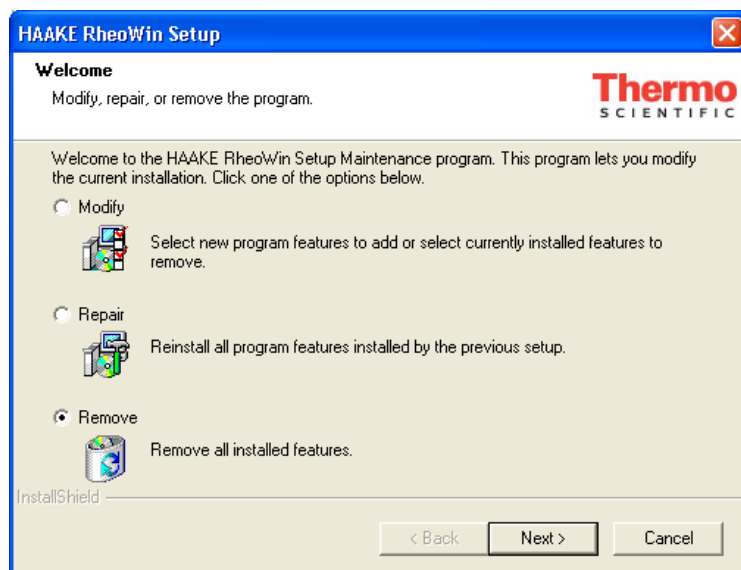 HAAKE RheoWin Setup
Welcome
Modify, repair, or remove the program.
Thermo
SCIENTIFIC
Welcome to the HAAKE RheoWin Setup Maintenance program. This program lets you modify
the current installation. Click one of the options below.
Modify
Select new program features to add or select currently installed features to
remove.
Repair
Reinstall all program features installed by the previous setup.
Remove
Remove all installed features.
InstallShield
< Back
Next >
Cancel